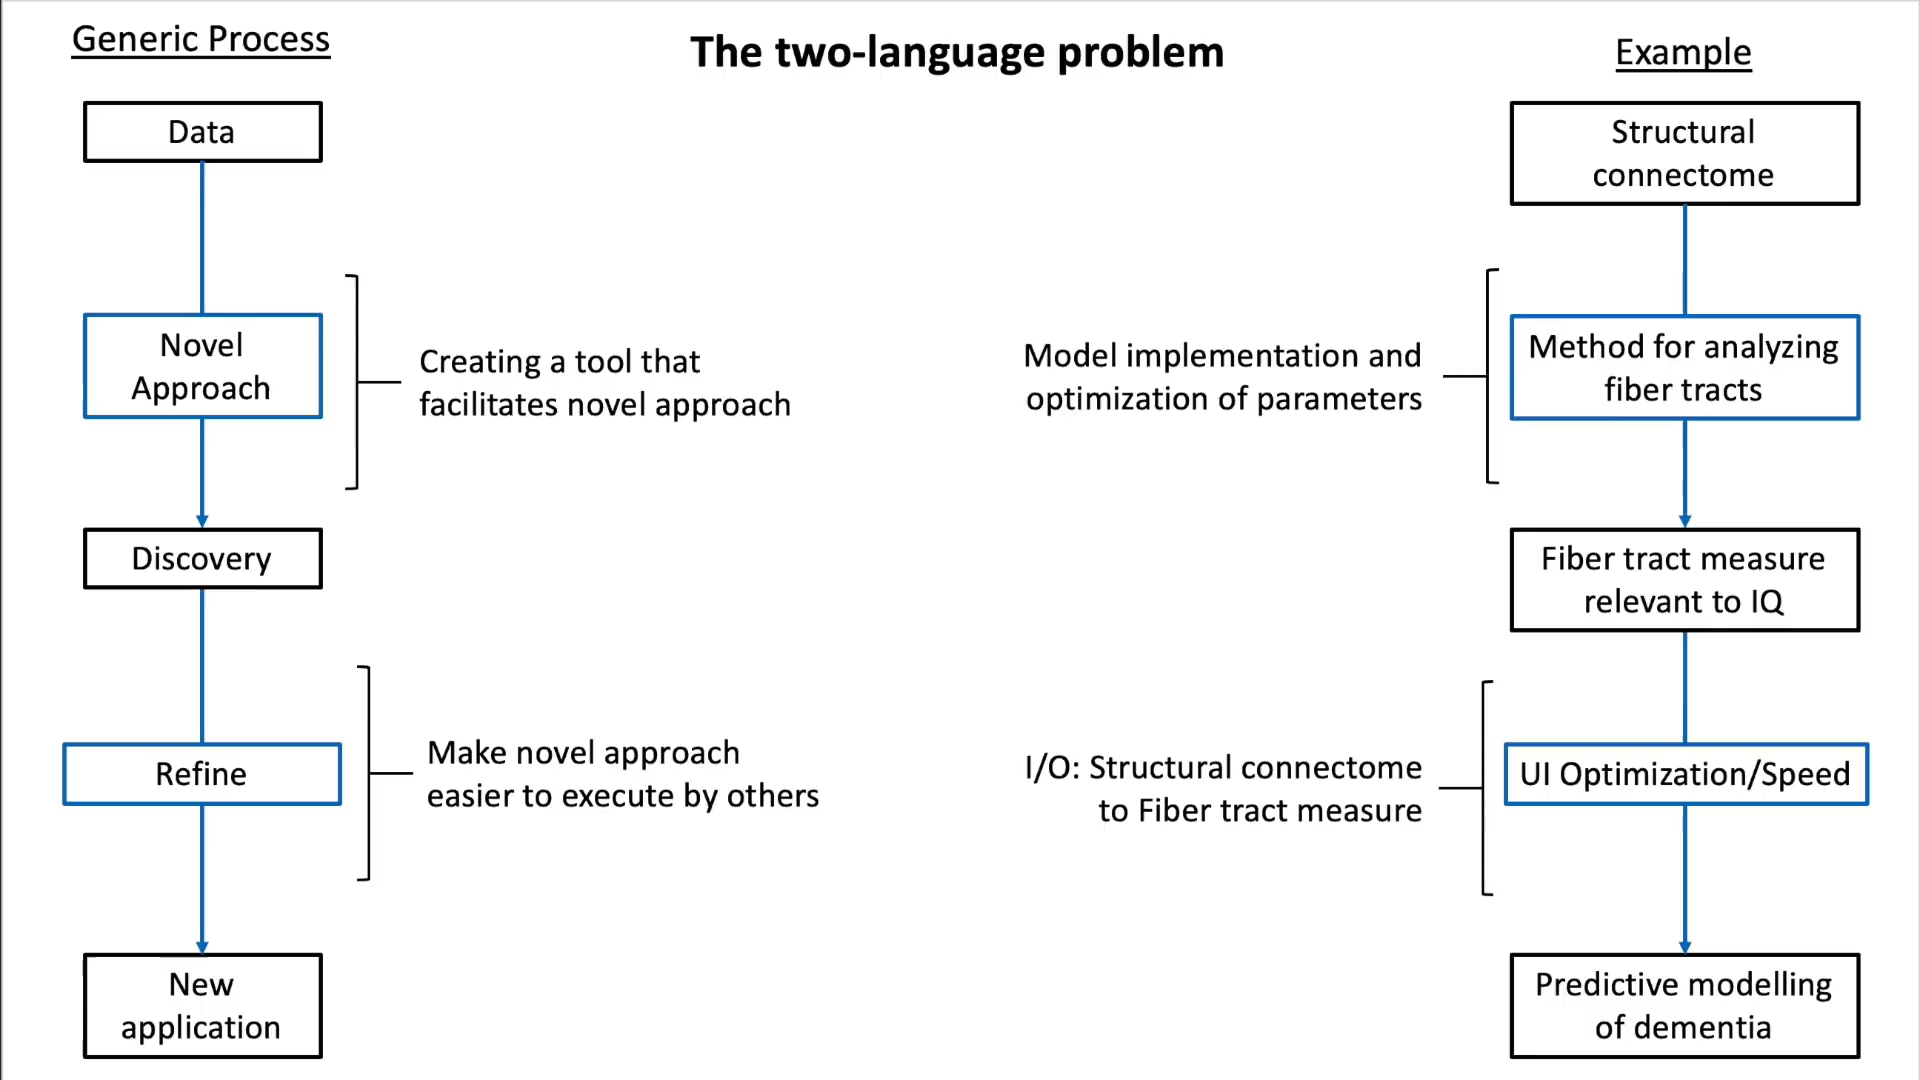 Generic Process
The two-language problem
Example
Data
Structural
connectome
Novel
Approach
Creating a tool that
facilitates novel approach
Model implementation and
optimization of parameters
Method for analyzing
fiber tracts
Discovery
Fiber tract measure
relevant to IQ
Refine
Make novel approach
easier to execute by others
I/O: Structural connectome
to Fiber tract measure
UI Optimization/Speed
New
application
Predictive modelling
of dementia